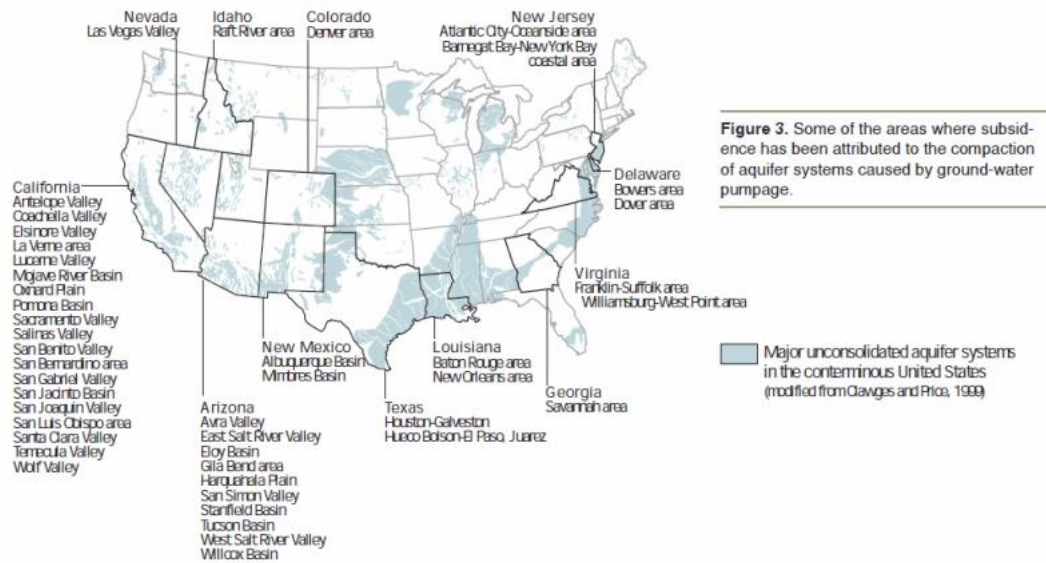 Nevada
Las Vegas Valley
Idaho
Raft River area
Colorado
Denver area
New Jersey
Atlantic City-Oceanside area
Barnegat Bay-New York Bay
coastal area
Figure 3. Some of the areas where subsid-
ence has been attributed to the compaction
of aquifer systems caused by ground-water
pumpage.
Delaware
Bowers area
Dover area
California
Antelope Valley
Coachella Valley
Elsinore Valley
La Verne area
Lucerne Valley
Mojave River Basin
Oxnard Plain
Pomona Basin
Sacramento Valley
Salinas Valley
San Benito Valley
San Bernardino area
San Gabriel Valley
San Jacinto Basin
San Joaquin Valley
San Luis Obispo area
Santa Clara Valley
Temecula Valley
Wolf Valley
Virginia
Franklin-Suffolk area
Williamsburg-West Point area
New Mexico
Albuquerque Basin
Mimbres Basin
Louisiana
Baton Rouge area
New Orleans area
Georgia
Savannah area
Major unconsolidated aquifer systems
in the conterminous United States
(modified from Clawges and Price, 1999)
Arizona
Avra Valley
East Salt River Valley
Eloy Basin
Gila Bend area
Harquahala Plain
San Simon Valley
Stanfield Basin
Tucson Basin
West Salt River Valley
Willcox Basin
Texas
Houston-Galveston
Hueco Bolson-El Paso, Juarez